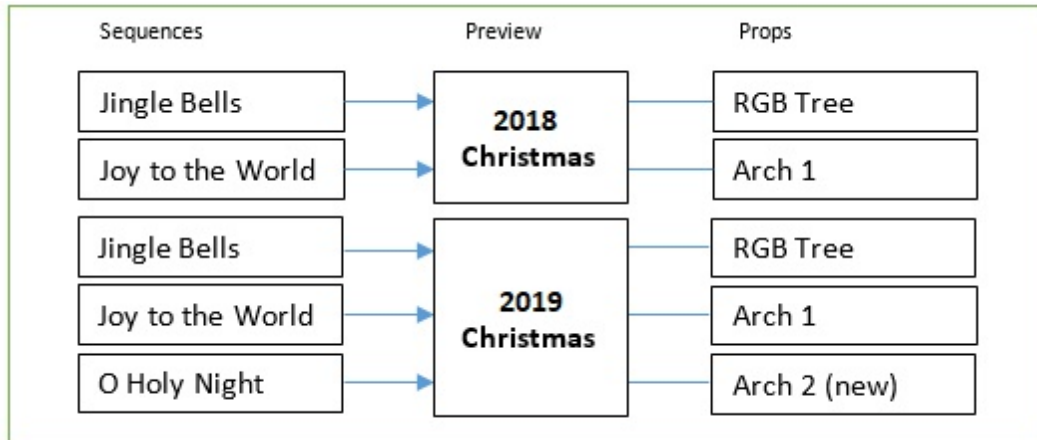 Sequences Preview Props
Jingle Bells
Joy to the World
2018
Christmas
RGB Tree
Arch 1
Jingle Bells
Joy to the World
O Holy Night
2019
Christmas
RGB Tree
Arch 1
Arch 2 (new)